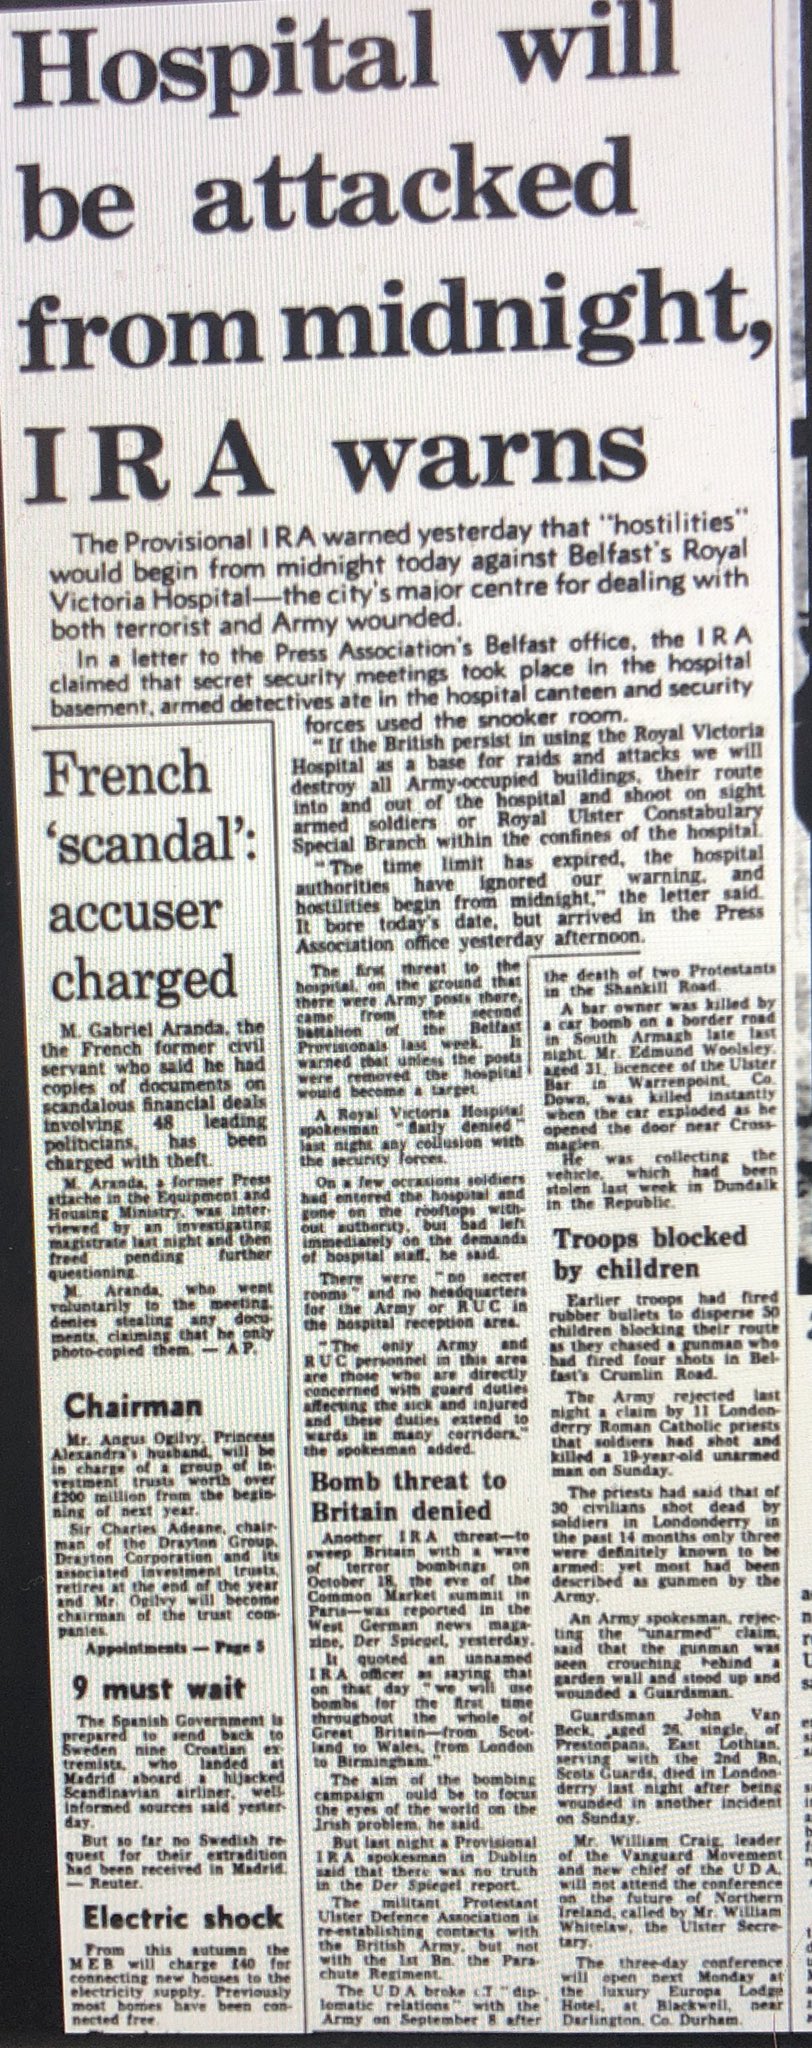 Hospital will
be attacked
from midnight,
IRA warns
The Provisional IRA warned yesterday that "hostilities"
would begin from midnight today against Belfast's Royal
Victoria Hospital—the city's major centre for dealing with
both terrorist and Army wounded.
In a letter to the Press Association's Belfast office, the IRA
claimed that secret security meetings took place in the hospital
basement, armed detectives ate in the hospital canteen and security
forces used the snooker room.
"If the British persist in using the Royal Victoria
Hospital as a base for raids and attacks we will
destroy all Army-occupied buildings, their route
into and out of the hospital and shoot on sight
armed soldiers or Royal Ulster Constabulary
Special Branch within the confines of the hospital.
"The time limit has expired, the hospital
authorities have ignored our warning, and
hostilities begin from midnight," the letter said.
It bore today's date, but arrived in the Press
Association office yesterday afternoon.
The first threat to the
hospital, on the ground that
there were Army posts there,
came from the second
battalion of the Belfast
Provisionals last week. It
warned that unless the posts
were removed the hospital
would become a target.
A Royal Victoria Hospital
spokesman "flatly denied"
last night any collusion with
the security forces.
On a few occasions soldiers
had entered the hospital and
gone on the rooftops with-
out authority, but had left
immediately on the demands
of hospital staff, he said.
There were "no secret
rooms" and no headquarters
for the Army or RUC in
the hospital reception area.
"The only Army and
RUC personnel in this area
are those who are directly
concerned with guard duties
affecting the sick and injured
and these duties extend to
wards in many corridors,"
the spokesman added.
Bomb threat to
Britain denied
Another IRA threat—to
sweep Britain with a wave
of terror bombings on
October 18, the eve of the
Common Market summit in
Paris—was reported in the
West German news maga-
zine, Der Spiegel, yesterday.
It quoted an unnamed
IRA officer as saying that
on that day "we will use
bombs for the first time
throughout the whole of
Great Britain—from Scot-
land to Wales, from London
to Birmingham."
The aim of the bombing
campaign ould be to focus
the eyes of the world on the
Irish problem, he said.
But last night a Provisional
IRA spokesman in Dublin
said that there was no truth
in the Der Spiegel report.
The militant Protestant
Ulster Defence Association is
re-establishing contacts with
the British Army, but not
with the 1st Bn. the Para-
chute Regiment.
The UDA broke "dip-
lomatic relations" with the
Army on September 8 after
the death of two Protestants
in the Shankill Road.
A bar owner was killed by
a car bomb on a border road
in South Armagh late last
night. Mr. Edmund Woolsley,
aged 31, licencee of the Ulster
Bar in Warrenpoint, Co.
Down, was killed instantly
when the car exploded as he
opened the door near Cross-
maglen.
He was collecting the
vehicle, which had been
stolen last week in Dundalk
in the Republic.
Troops blocked
by children
Earlier troops had fired
rubber bullets to disperse 50
children blocking their route
as they chased a gunman who
had fired four shots in Bel-
fast's Crumlin Road.
The Army rejected last
night a claim by 11 London-
derry Roman Catholic priests
that soldiers had shot and
killed a 19-year-old unarmed
man on Sunday.
The priests had said that of
30 civilians shot dead by
soldiers in Londonderry in
the past 14 months only three
were definitely known to be
armed; yet most had been
described as gunmen by the
Army.
An Army spokesman, rejec-
ting the "unarmed" claim,
said that the gunman was
seen crouching behind a
garden wall and stood up and
wounded a Guardsman.
Guardsman John Van
Beck, aged 26, single, of
Prestonpans, East Lothian,
serving with the 2nd Bn.
Scots Guards, died in London-
derry last night after being
wounded in another incident
on Sunday.
Mr. William Craig, leader
of the Vanguard Movement
and new chief of the UDA,
will not attend the conference
on the future of Northern
Ireland, called by Mr. William
Whitelaw, the Ulster Secre-
tary.
The three-day conference
will open next Monday at
the luxury Europa Lodge
Hotel, at Blackwell, near
Darlington, Co. Durham.
French
'scandal':
accuser
charged
M. Gabriel Aranda, the
the French former civil
servant who said he had
copies of documents on
scandalous financial deals
involving 48 leading
politicians, has been
charged with theft.
M. Aranda, a former Press
attache in the Equipment and
Housing Ministry, was inter-
viewed by an investigating
magistrate last night and then
freed pending further
questioning.
M. Aranda, who went
voluntarily to the meeting,
denies stealing any docu-
ments, claiming that he only
photo-copied them. — AP.
Chairman
Mr. Angus Ogilvy, Princess
Alexandra's husband, will be
in charge of a group of in-
vestment trusts worth over
£200 million from the begin-
ning of next year.
Sir Charles Adeane, chair-
man of the Drayton Group,
Drayton Corporation and its
associated investment trusts,
retires at the end of the year
and Mr. Ogilvy will become
chairman of the trust com-
panies.
Appointments — Page 5
9 must wait
The Spanish Government is
prepared to send back to
Sweden nine Croatian ex-
tremists, who landed at
Madrid aboard a hijacked
Scandinavian airliner, well-
informed sources said yester-
day.
But so far no Swedish re-
quest for their extradition
had been received in Madrid.
— Reuter.
Electric shock
From this autumn the
MEB will charge £40 for
connecting new houses to the
electricity supply. Previously
most homes have been con-
nected free.